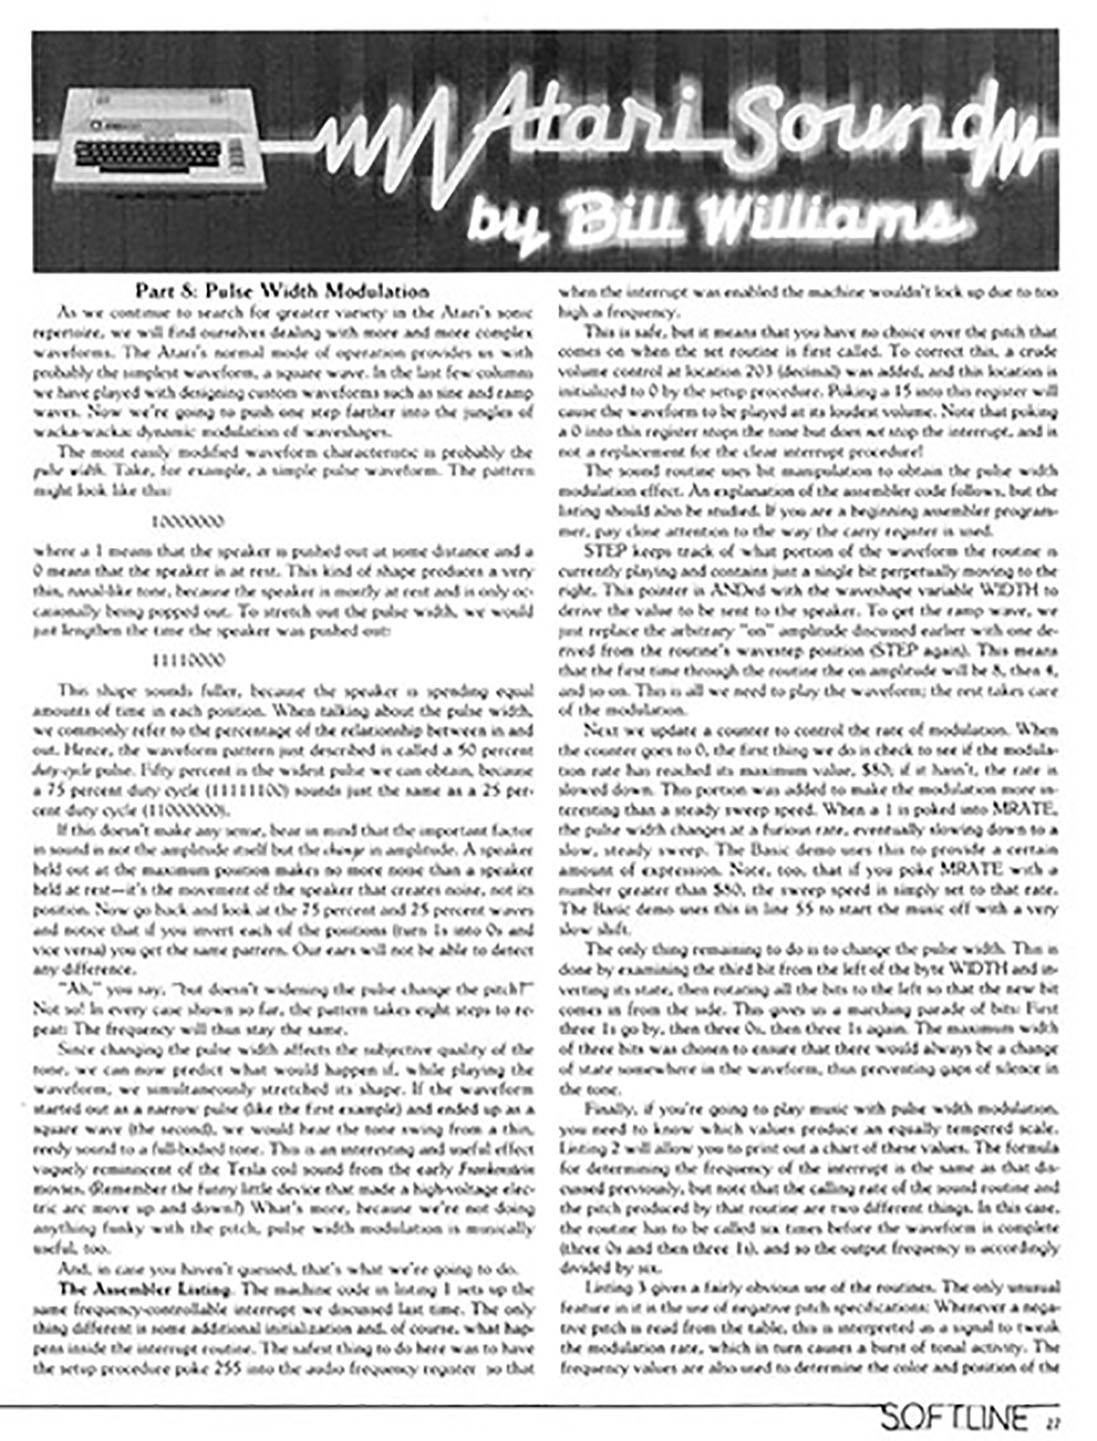 Atari Sound
by Bill Williams
Part 8: Pulse Width Modulation
As we continue to search for greater variety in the Atari's sonic
repertoire, we will find ourselves dealing with more and more complex
waveforms. The Atari's normal mode of operation provides us with
probably the simplest waveform, a square wave. In the last few columns
we have played with designing custom waveforms such as sine and ramp
waves. Now we're going to push one step farther into the jungles of
wacka-wacka: dynamic modulation of waveshapes.
The most easily modified waveform characteristic is probably the
pulse width. Take, for example, a simple pulse waveform. The pattern
might look like this:
10000000
where a 1 means that the speaker is pushed out at some distance and a
0 means that the speaker is at rest. This kind of shape produces a very
thin, nasal-like tone, because the speaker is mostly at rest and is only oc-
casionally being popped out. To stretch out the pulse width, we would
just lengthen the time the speaker was pushed out:
11110000
This shape sounds fuller, because the speaker is spending equal
amounts of time in each position. When talking about the pulse width,
we commonly refer to the percentage of the relationship between in and
out. Hence, the waveform pattern just described is called a 50 percent
duty-cycle pulse. Fifty percent is the widest pulse we can obtain, because
a 75 percent duty cycle (11111100) sounds just the same as a 25 per-
cent duty cycle (11000000).
If this doesn't make any sense, bear in mind that the important factor
in sound is not the amplitude itself but the change in amplitude. A speaker
held out at the maximum position makes no more noise than a speaker
held at rest—it's the movement of the speaker that creates noise, not its
position. Now go back and look at the 75 percent and 25 percent waves
and notice that if you invert each of the positions (turn 1s into 0s and
vice versa) you get the same pattern. Our ears will not be able to detect
any difference.
"Ah," you say, "but doesn't widening the pulse change the pitch?"
Not so! In every case shown so far, the pattern takes eight steps to re-
peat: The frequency will thus stay the same.
Since changing the pulse width affects the subjective quality of the
tone, we can now predict what would happen if, while playing the
waveform, we simultaneously stretched its shape. If the waveform
started out as a narrow pulse (like the first example) and ended up as a
square wave (the second), we would hear the tone swing from a thin,
reedy sound to a full-bodied tone. This is an interesting and useful effect
vaguely reminiscent of the Tesla coil sound from the early Frankenstein
movies. (Remember the funny little device that made a high-voltage elec-
tric arc move up and down?) What's more, because we're not doing
anything funky with the pitch, pulse width modulation is musically
useful, too.
And, in case you haven't guessed, that's what we're going to do.
The Assembler Listing. The machine code in listing 1 sets up the
same frequency-controllable interrupt we discussed last time. The only
thing different is some additional initialization and, of course, what hap-
pens inside the interrupt routine. The safest thing to do here was to have
the setup procedure poke 255 into the audio frequency register so that
when the interrupt was enabled the machine wouldn't lock up due to too
high a frequency.
This is safe, but it means that you have no choice over the pitch that
comes on when the set routine is first called. To correct this, a crude
volume control at location 203 (decimal) was added, and this location is
initialized to 0 by the setup procedure. Poking a 15 into this register will
cause the waveform to be played at its loudest volume. Note that poking
a 0 into this register stops the tone but does not stop the interrupt, and is
not a replacement for the clear interrupt procedure!
The sound routine uses bit manipulation to obtain the pulse width
modulation effect. An explanation of the assembler code follows, but the
listing should also be studied. If you are a beginning assembler program-
mer, pay close attention to the way the carry register is used.
STEP keeps track of what portion of the waveform the routine is
currently playing and contains just a single bit perpetually moving to the
right. This pointer is ANDed with the waveshape variable WIDTH to
derive the value to be sent to the speaker. To get the ramp wave, we
just replace the arbitrary "on" amplitude discussed earlier with one de-
rived from the routine's wavestep position (STEP again). This means
that the first time through the routine the on amplitude will be 8, then 4,
and so on. This is all we need to play the waveform; the rest takes care
of the modulation.
Next we update a counter to control the rate of modulation. When
the counter goes to 0, the first thing we do is check to see if the modula-
tion rate has reached its maximum value, $80; if it hasn't, the rate is
slowed down. This portion was added to make the modulation more in-
teresting than a steady sweep speed. When a 1 is poked into MRATE,
the pulse width changes at a furious rate, eventually slowing down to a
slow, steady sweep. The Basic demo uses this to provide a certain
amount of expression. Note, too, that if you poke MRATE with a
number greater than $80, the sweep speed is simply set to that rate.
The Basic demo uses this in line 55 to start the music off with a very
slow shift.
The only thing remaining to do is to change the pulse width. This is
done by examining the third bit from the left of the byte WIDTH and in-
verting its state, then rotating all the bits to the left so that the new bit
comes in from the side. This gives us a marching parade of bits: First
three 1s go by, then three 0s, then three 1s again. The maximum width
of three bits was chosen to ensure that there would always be a change
of state somewhere in the waveform, thus preventing gaps of silence in
the tone.
Finally, if you're going to play music with pulse width modulation,
you need to know which values produce an equally tempered scale.
Listing 2 will allow you to print out a chart of these values. The formula
for determining the frequency of the interrupt is the same as that dis-
cussed previously, but note that the calling rate of the sound routine and
the pitch produced by that routine are two different things. In this case,
the routine has to be called six times before the waveform is complete
(three 0s and then three 1s), and so the output frequency is accordingly
divided by six.
Listing 3 gives a fairly obvious use of the routines. The only unusual
feature in it is the use of negative pitch specifications: Whenever a nega-
tive pitch is read from the table, this is interpreted as a signal to tweak
the modulation rate, which in turn causes a burst of tonal activity. The
frequency values are also used to determine the color and position of the
SOFTLINE 27